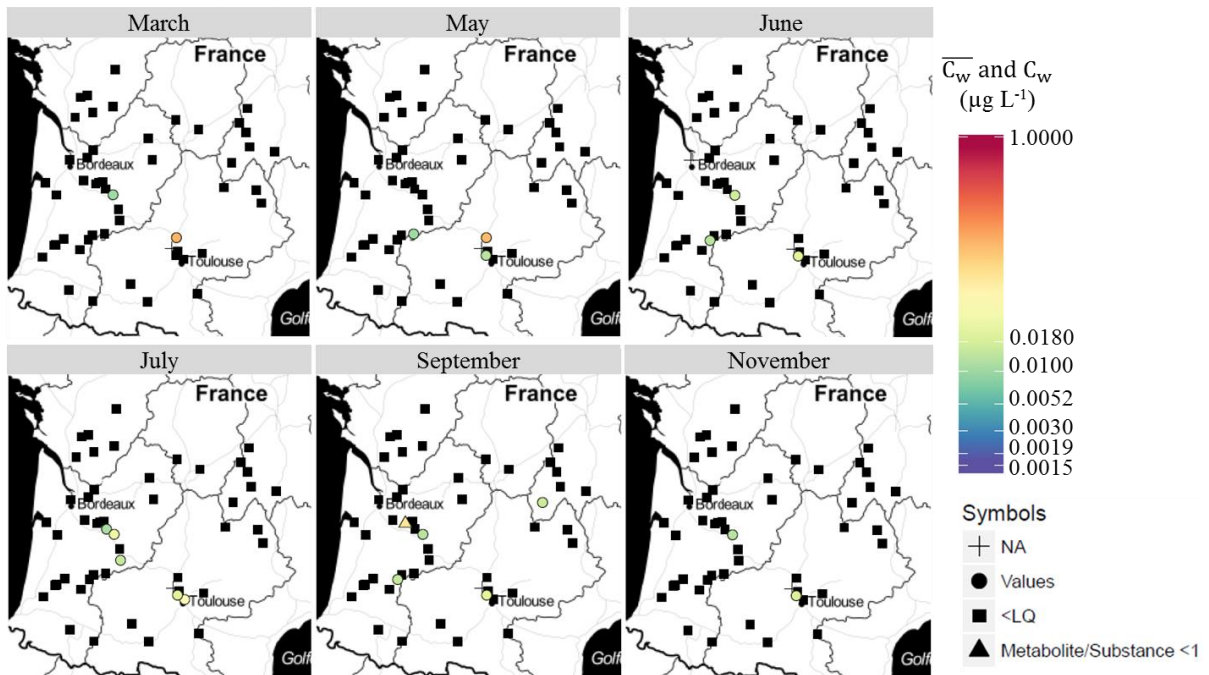 March
May
June
France
Bordeaux
Toulouse
Golf
France
Bordeaux
Toulouse
Golf
France
Bordeaux
Toulouse
July
September
November
France
Bordeaux
Toulouse
Golf
France
Bordeaux
Toulouse
Golf
France
Bordeaux
Toulouse
C̅w̅ and Cw
(µg L⁻¹)
1.0000
0.0180
0.0100
0.0052
0.0030
0.0019
0.0015
Symbols
NA
Values
<LQ
Metabolite/Substance <1